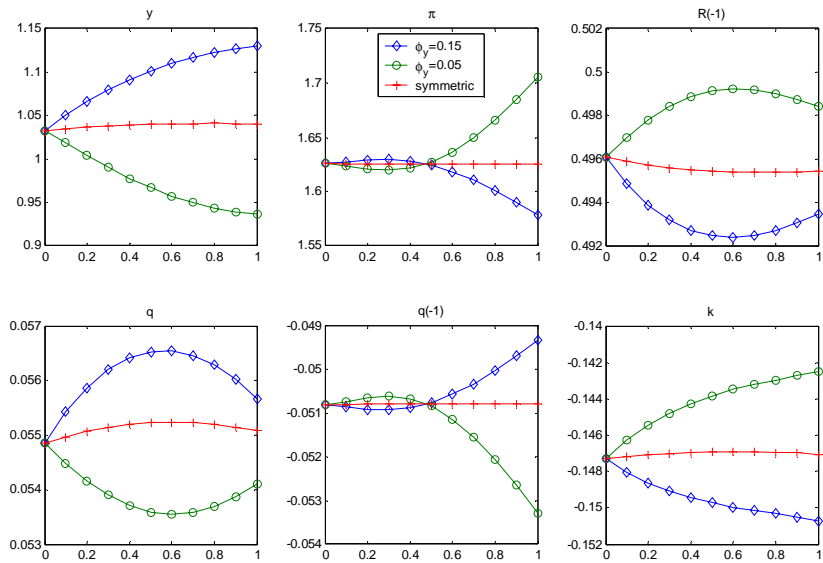 y
1.15
1.1
1.05
1
0.95
0.9
0 0.2 0.4 0.6 0.8 1
π
ϕy=0.15
ϕy=0.05
symmetric
1.75
1.7
1.65
1.6
1.55
0 0.2 0.4 0.6 0.8 1
R(-1)
0.502
0.5
0.498
0.496
0.494
0.492
0 0.2 0.4 0.6 0.8 1
q
0.057
0.056
0.055
0.054
0.053
0 0.2 0.4 0.6 0.8 1
q(-1)
-0.049
-0.05
-0.051
-0.052
-0.053
-0.054
0 0.2 0.4 0.6 0.8 1
k
-0.14
-0.142
-0.144
-0.146
-0.148
-0.15
-0.152
0 0.2 0.4 0.6 0.8 1